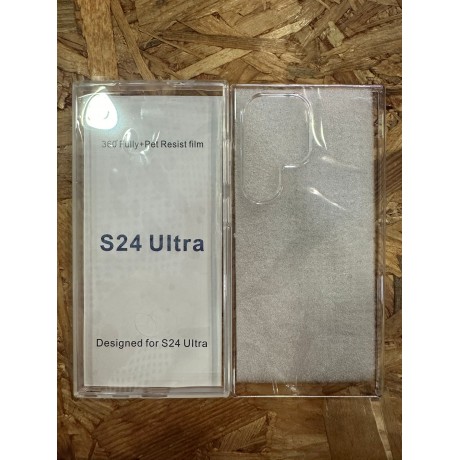 360 Fully+Pet Resist film
S24 Ultra
Designed for S24 Ultra